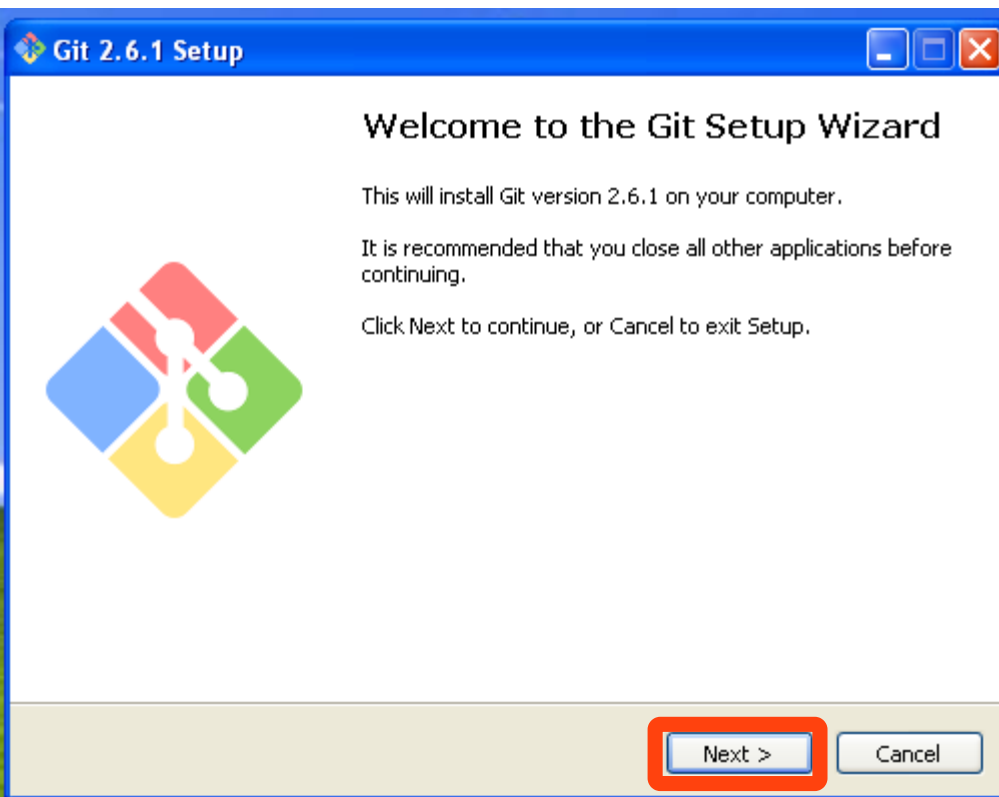 Git 2.6.1 Setup
Welcome to the Git Setup Wizard
This will install Git version 2.6.1 on your computer.
It is recommended that you close all other applications before
continuing.
Click Next to continue, or Cancel to exit Setup.
Next >
Cancel